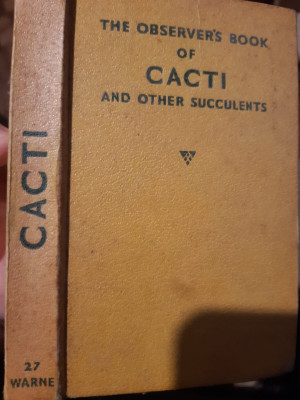 THE OBSERVER'S BOOK
OF
CACTI
AND OTHER SUCCULENTS
CACTI
27
WARNE